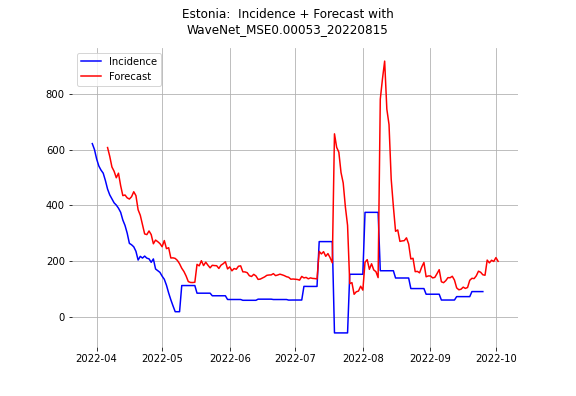 Estonia:  Incidence + Forecast with
WaveNet_MSE0.00053_20220815
Incidence
Forecast
800
600
400
200
0
2022-04 2022-05 2022-06 2022-07 2022-08 2022-09 2022-10